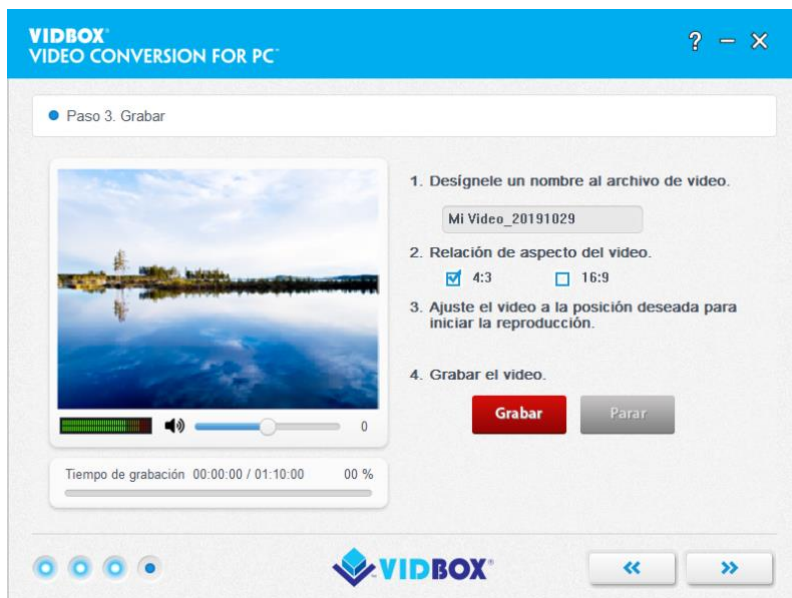 VIDBOX®
VIDEO CONVERSION FOR PC™
? – ×
Paso 3. Grabar
1. Desígnele un nombre al archivo de video.
Mi Video_20191029
2. Relación de aspecto del video.
4:3 16:9
3. Ajuste el video a la posición deseada para
iniciar la reproducción.
4. Grabar el video.
Grabar Parar
0
Tiempo de grabación 00:00:00 / 01:10:00 00 %
VIDBOX®
« »